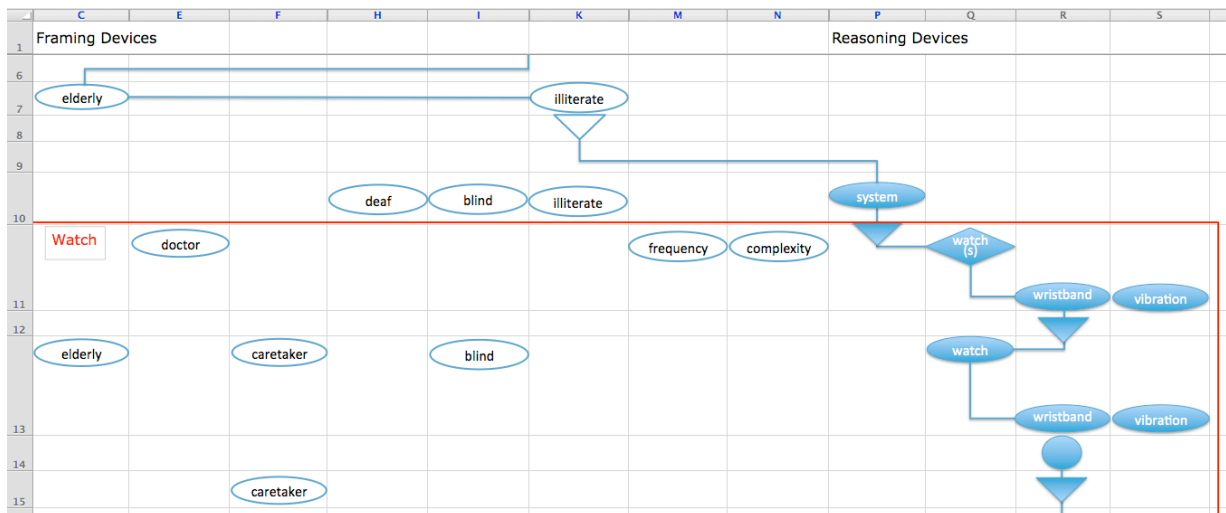 C E F H I K M N P Q R S
1 Framing Devices Reasoning Devices
6
7 elderly illiterate
8
9
10 deaf blind illiterate system
Watch doctor frequency complexity watch
(s)
11 wristband vibration
12
elderly caretaker blind watch
13 wristband vibration
14
15 caretaker